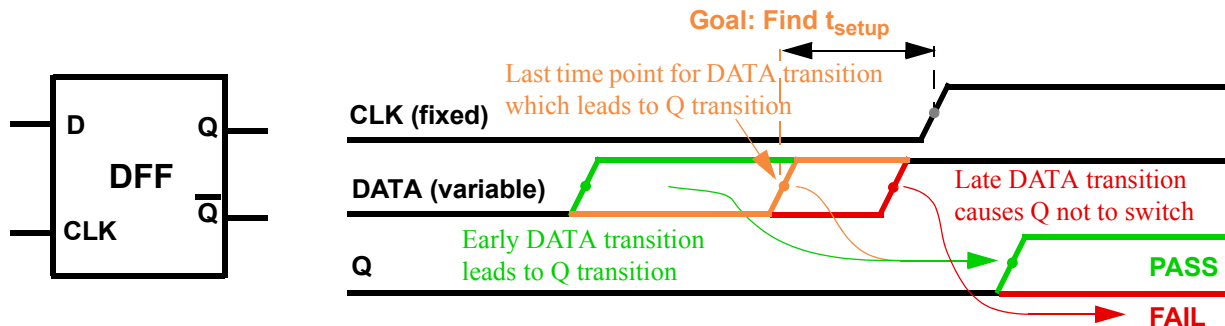 D
Q
DFF
Q
CLK
Goal: Find tsetup
Last time point for DATA transition
which leads to Q transition
CLK (fixed)
DATA (variable)
Late DATA transition
causes Q not to switch
Early DATA transition
leads to Q transition
Q
PASS
FAIL